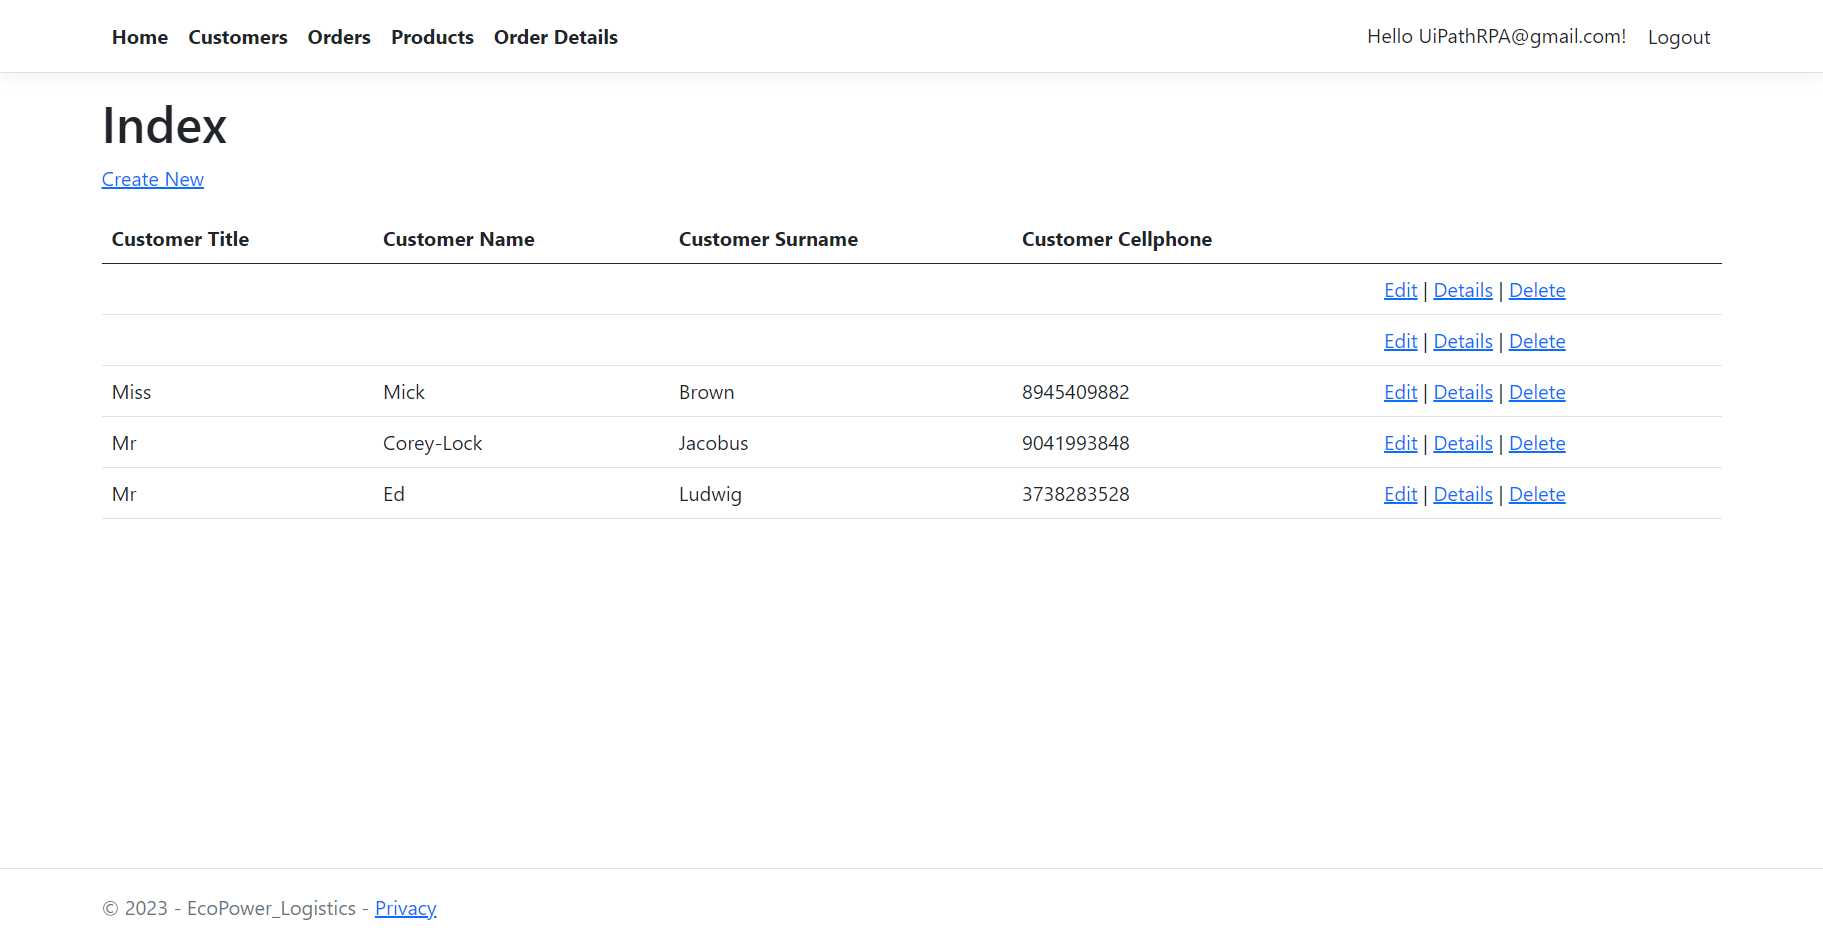 Home Customers Orders Products Order Details Hello UiPathRPA@gmail.com! Logout
Index
Create New
Customer Title Customer Name Customer Surname Customer Cellphone
Edit | Details | Delete
Edit | Details | Delete
Miss Mick Brown 8945409882 Edit | Details | Delete
Mr Corey-Lock Jacobus 9041993848 Edit | Details | Delete
Mr Ed Ludwig 3738283528 Edit | Details | Delete
© 2023 - EcoPower_Logistics - Privacy